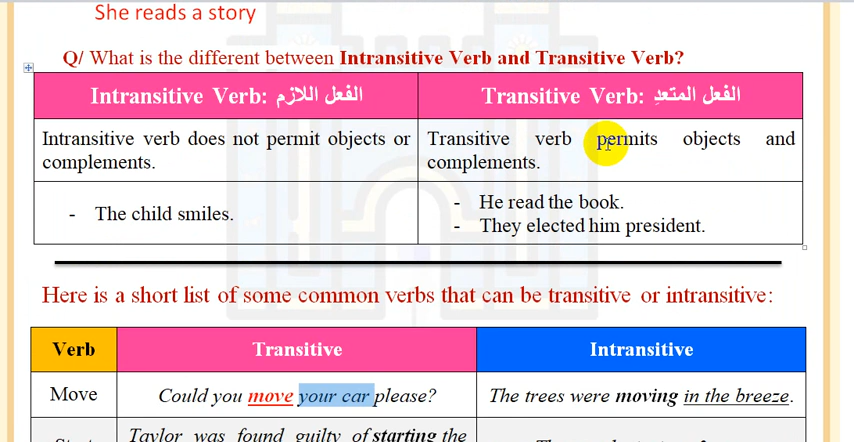 She reads a story
Q/ What is the different between Intransitive Verb and Transitive Verb?
Intransitive Verb: الفعل اللازم
Transitive Verb: الفعل المتعدِ
Intransitive verb does not permit objects or
complements.
Transitive verb permits objects and
complements.
- The child smiles.
- He read the book.
- They elected him president.
Here is a short list of some common verbs that can be transitive or intransitive:
Verb
Transitive
Intransitive
Move
Could you move your car please?
The trees were moving in the breeze.
Taylor was found guilty of starting the